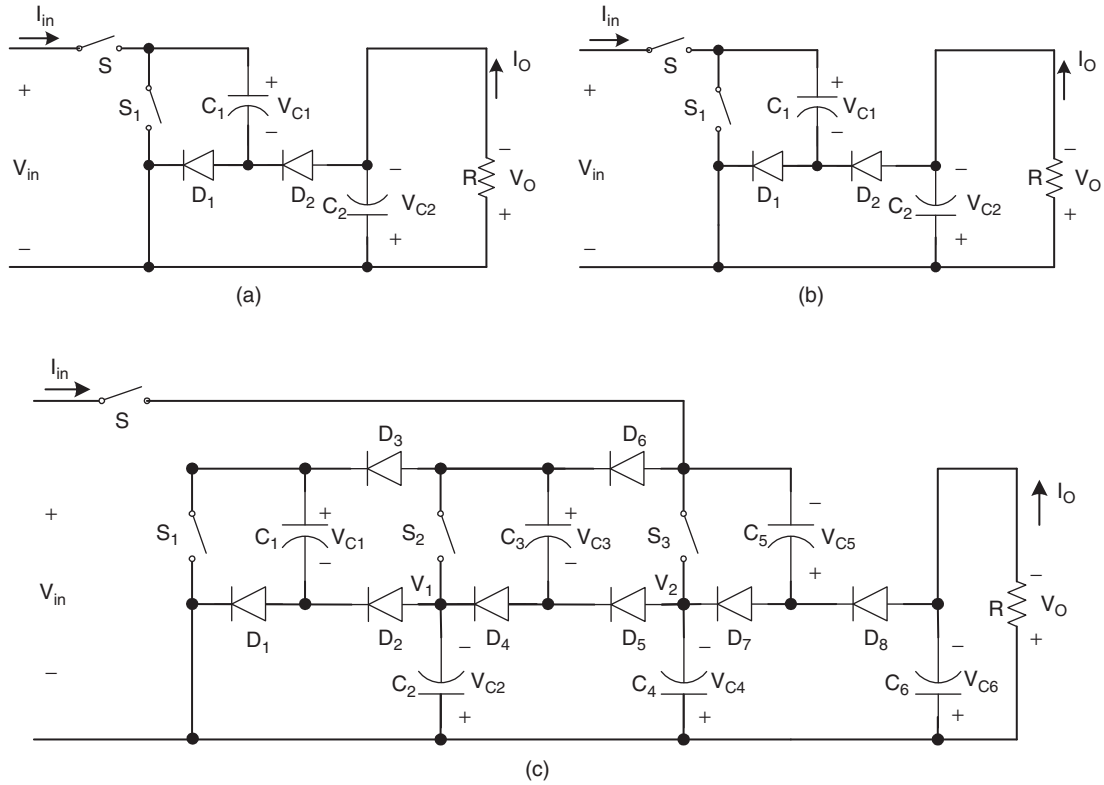 I_in
S
+
S_1
C_1
+
V_C1
−
V_in
D_1
D_2
−
C_2
V_C2
+
−
I_O
R
−
V_O
+
(a)
I_in
S
+
S_1
C_1
+
V_C1
−
V_in
D_1
D_2
−
C_2
V_C2
+
−
I_O
R
−
V_O
+
(b)
I_in
S
D_3
D_6
I_O
+
S_1
C_1
+
V_C1
−
S_2
C_3
+
V_C3
−
S_3
C_5
−
V_C5
+
V_in
V_1
V_2
D_1
D_2
D_4
D_5
D_7
D_8
R
−
V_O
+
−
C_2
−
V_C2
+
C_4
−
V_C4
+
C_6
−
V_C6
+
(c)